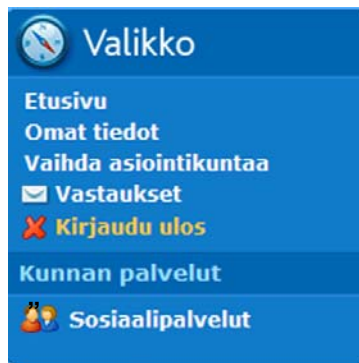 Valikko
Etusivu
Omat tiedot
Vaihda asiointikuntaa
Vastaukset
Kirjaudu ulos
Kunnan palvelut
Sosiaalipalvelut